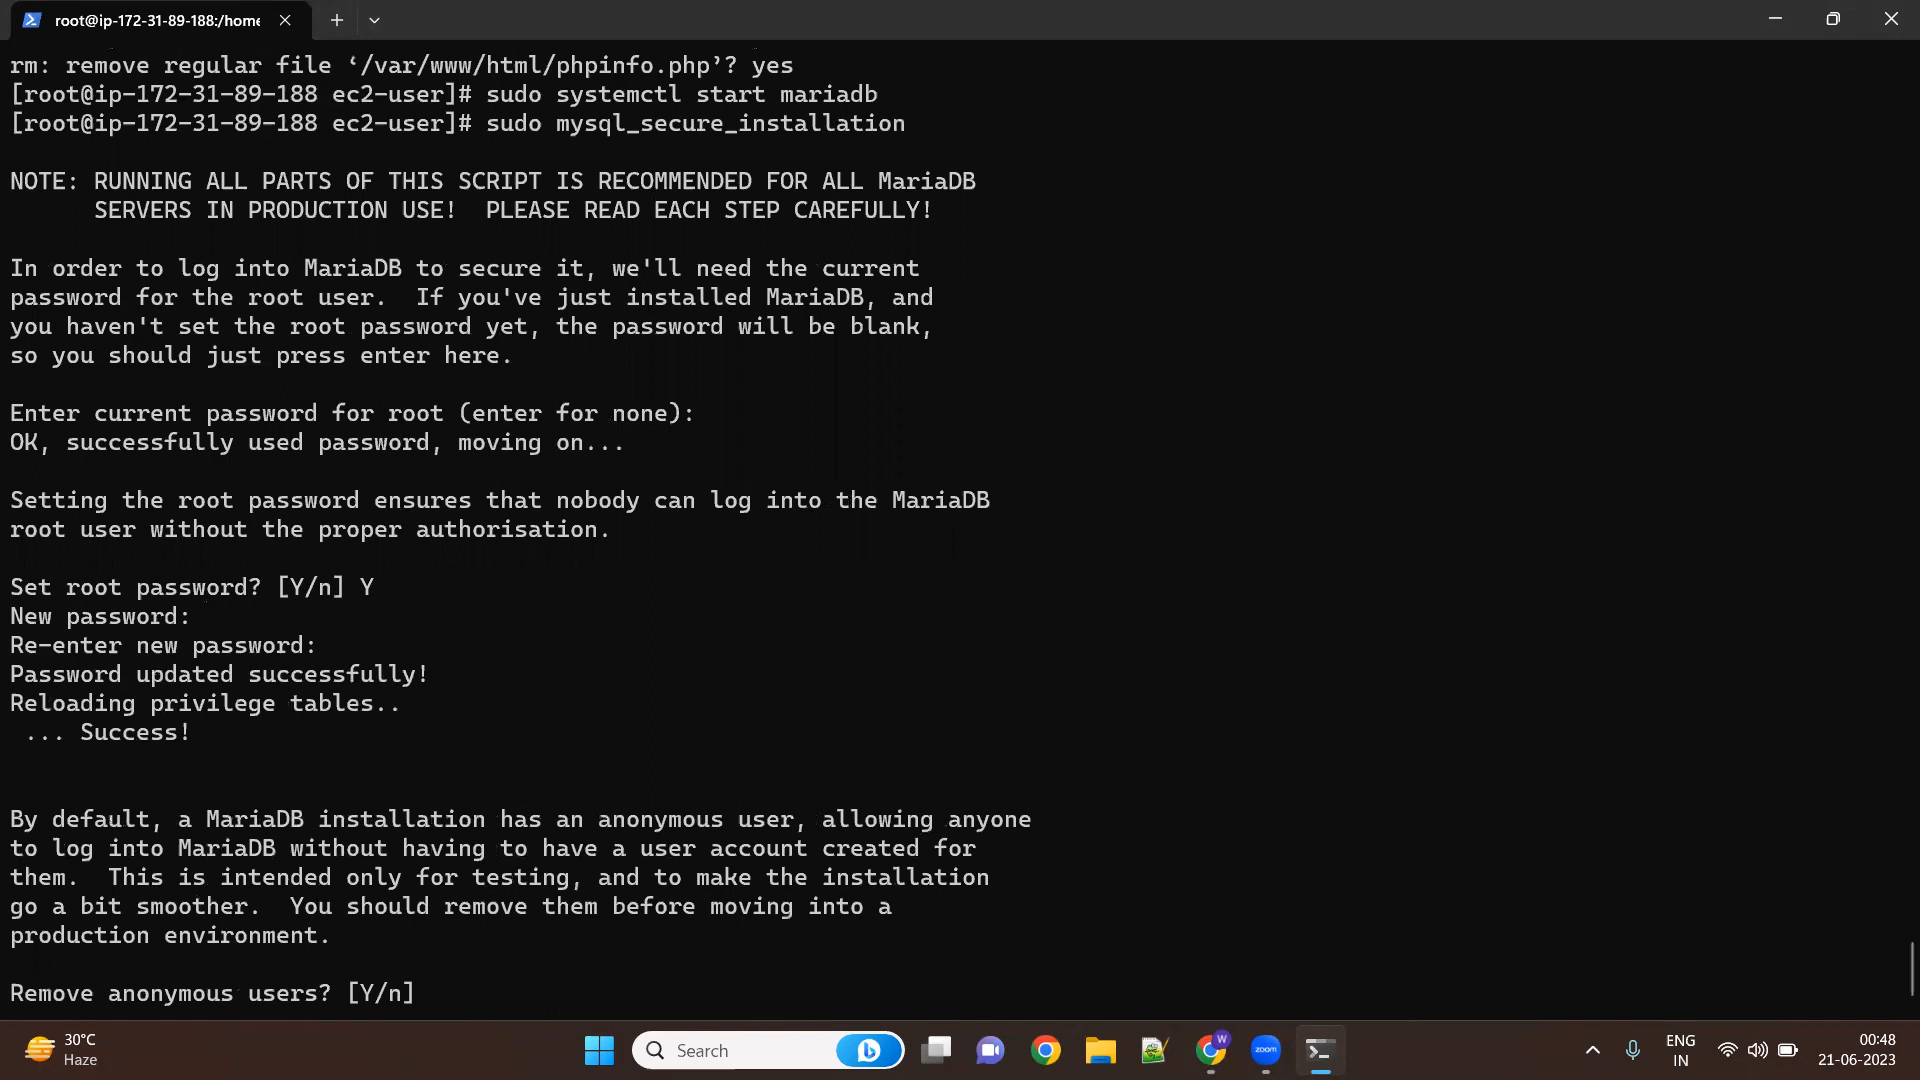 root@ip-172-31-89-188:/home
rm: remove regular file ‘/var/www/html/phpinfo.php’? yes
[root@ip-172-31-89-188 ec2-user]# sudo systemctl start mariadb
[root@ip-172-31-89-188 ec2-user]# sudo mysql_secure_installation
NOTE: RUNNING ALL PARTS OF THIS SCRIPT IS RECOMMENDED FOR ALL MariaDB
SERVERS IN PRODUCTION USE!  PLEASE READ EACH STEP CAREFULLY!
In order to log into MariaDB to secure it, we'll need the current
password for the root user.  If you've just installed MariaDB, and
you haven't set the root password yet, the password will be blank,
so you should just press enter here.
Enter current password for root (enter for none):
OK, successfully used password, moving on...
Setting the root password ensures that nobody can log into the MariaDB
root user without the proper authorisation.
Set root password? [Y/n] Y
New password:
Re-enter new password:
Password updated successfully!
Reloading privilege tables..
... Success!
By default, a MariaDB installation has an anonymous user, allowing anyone
to log into MariaDB without having to have a user account created for
them.  This is intended only for testing, and to make the installation
go a bit smoother.  You should remove them before moving into a
production environment.
Remove anonymous users? [Y/n]
30°C
Haze
Search
W
zoom
ENG
IN
00:48
21-06-2023